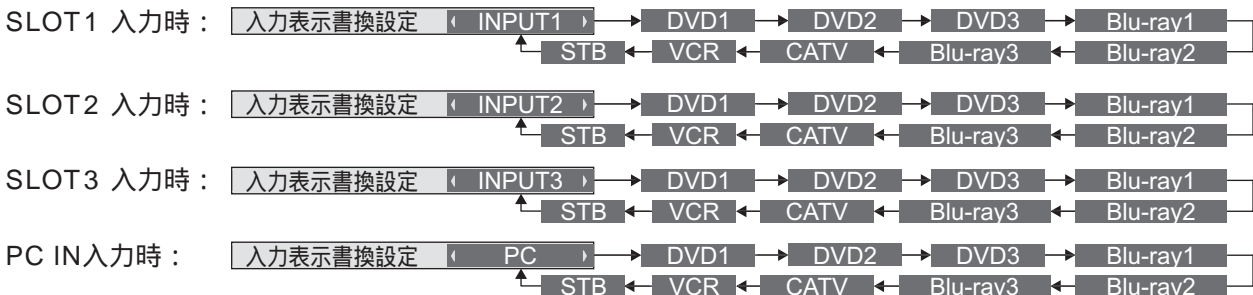 SLOT1 入力時： 入力表示書換設定 INPUT1 DVD1 DVD2 DVD3 Blu-ray1
STB VCR CATV Blu-ray3 Blu-ray2
SLOT2 入力時： 入力表示書換設定 INPUT2 DVD1 DVD2 DVD3 Blu-ray1
STB VCR CATV Blu-ray3 Blu-ray2
SLOT3 入力時： 入力表示書換設定 INPUT3 DVD1 DVD2 DVD3 Blu-ray1
STB VCR CATV Blu-ray3 Blu-ray2
PC IN入力時： 入力表示書換設定 PC DVD1 DVD2 DVD3 Blu-ray1
STB VCR CATV Blu-ray3 Blu-ray2